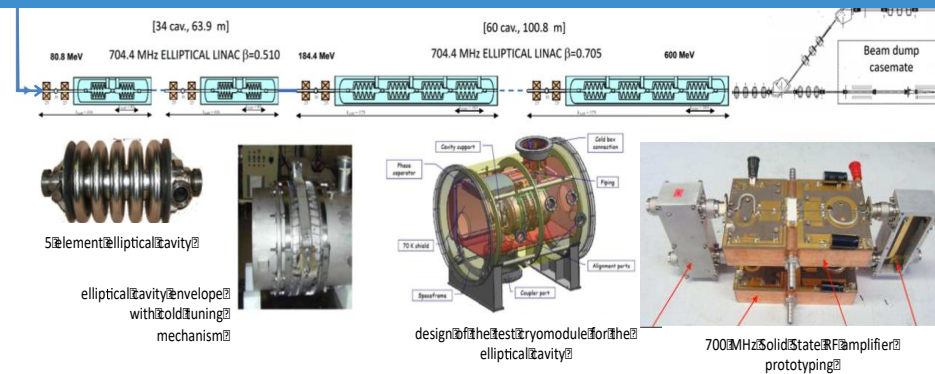 [34 cav., 63.9 m]
[60 cav., 100.8 m]
80.8 MeV
704.4 MHz ELLIPTICAL LINAC β=0.510
184.4 MeV
704.4 MHz ELLIPTICAL LINAC β=0.705
600 MeV
Beam dump
casemate
Cavity support
Cold box
connection
Phase
separator
Piping
70 K shield
Alignment ports
Spaceframe
Coupler port
5 element elliptical cavity
elliptical cavity envelope
with cold tuning
mechanism
design of the test cryomodule for the
elliptical cavity
700 MHz Solid State RF amplifier
prototyping